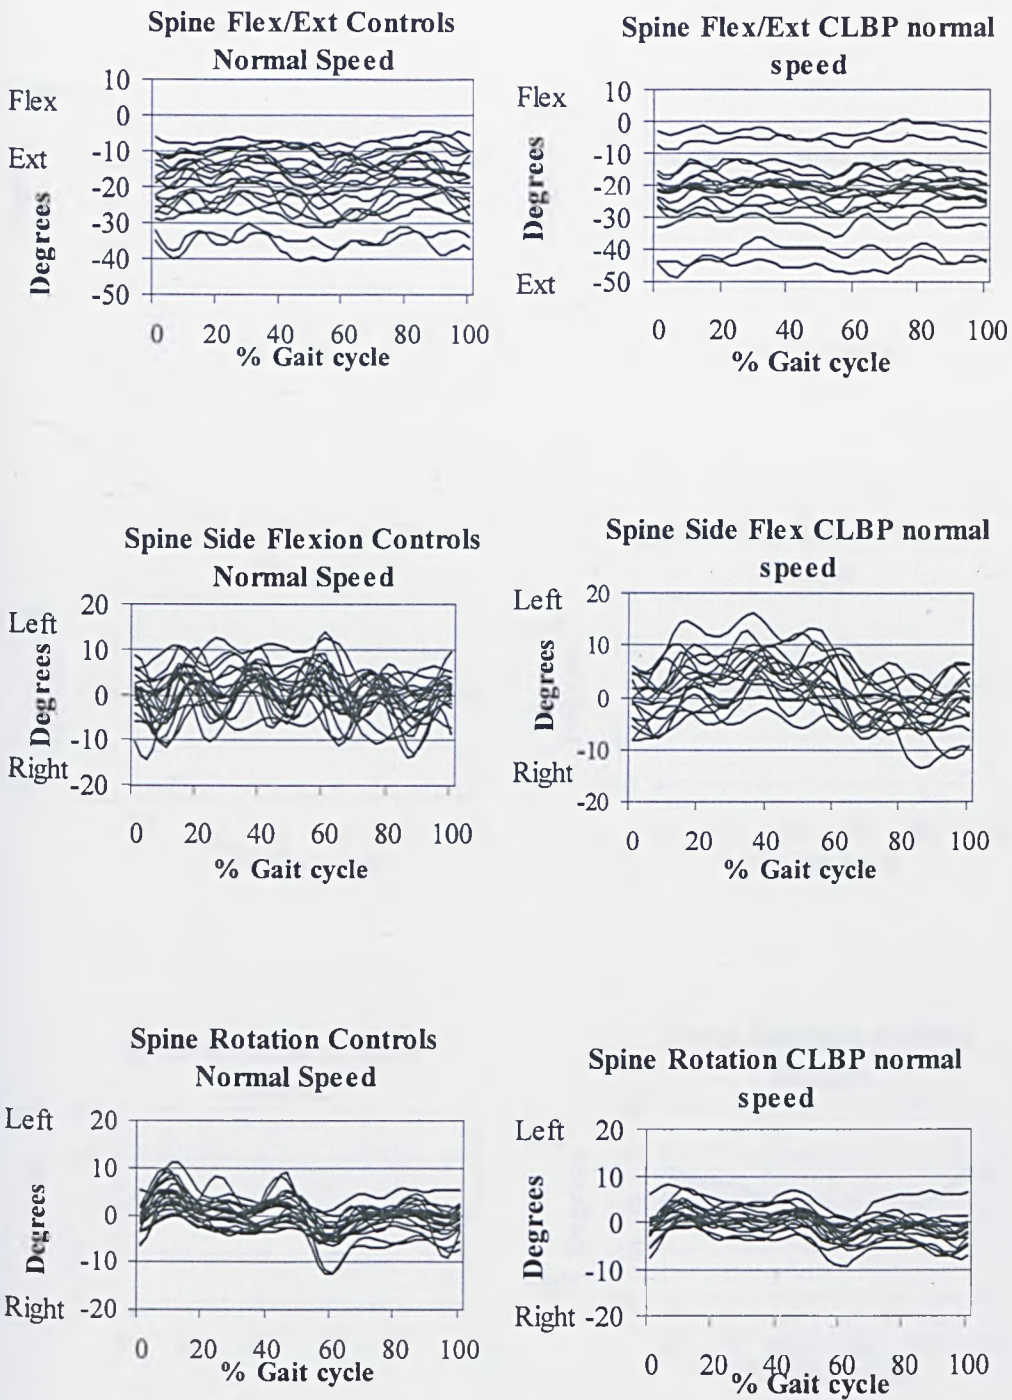 Spine Flex/Ext Controls
Normal Speed
Flex
Ext
Degrees
10
0
-10
-20
-30
-40
-50
0 20 40 60 80 100
% Gait cycle
Spine Flex/Ext CLBP normal
speed
Flex
Degrees
Ext
10
0
-10
-20
-30
-40
-50
0 20 40 60 80 100
% Gait cycle
Spine Side Flexion Controls
Normal Speed
Left
Degrees
Right
20
10
0
-10
-20
0 20 40 60 80 100
% Gait cycle
Spine Side Flex CLBP normal
speed
Left
Degrees
Right
20
10
0
-10
-20
0 20 40 60 80 100
% Gait cycle
Spine Rotation Controls
Normal Speed
Left
Degrees
Right
20
10
0
-10
-20
0 20 40 60 80 100
% Gait cycle
Spine Rotation CLBP normal
speed
Left
Degrees
Right
20
10
0
-10
-20
0 20 40 60 80 100
% Gait cycle